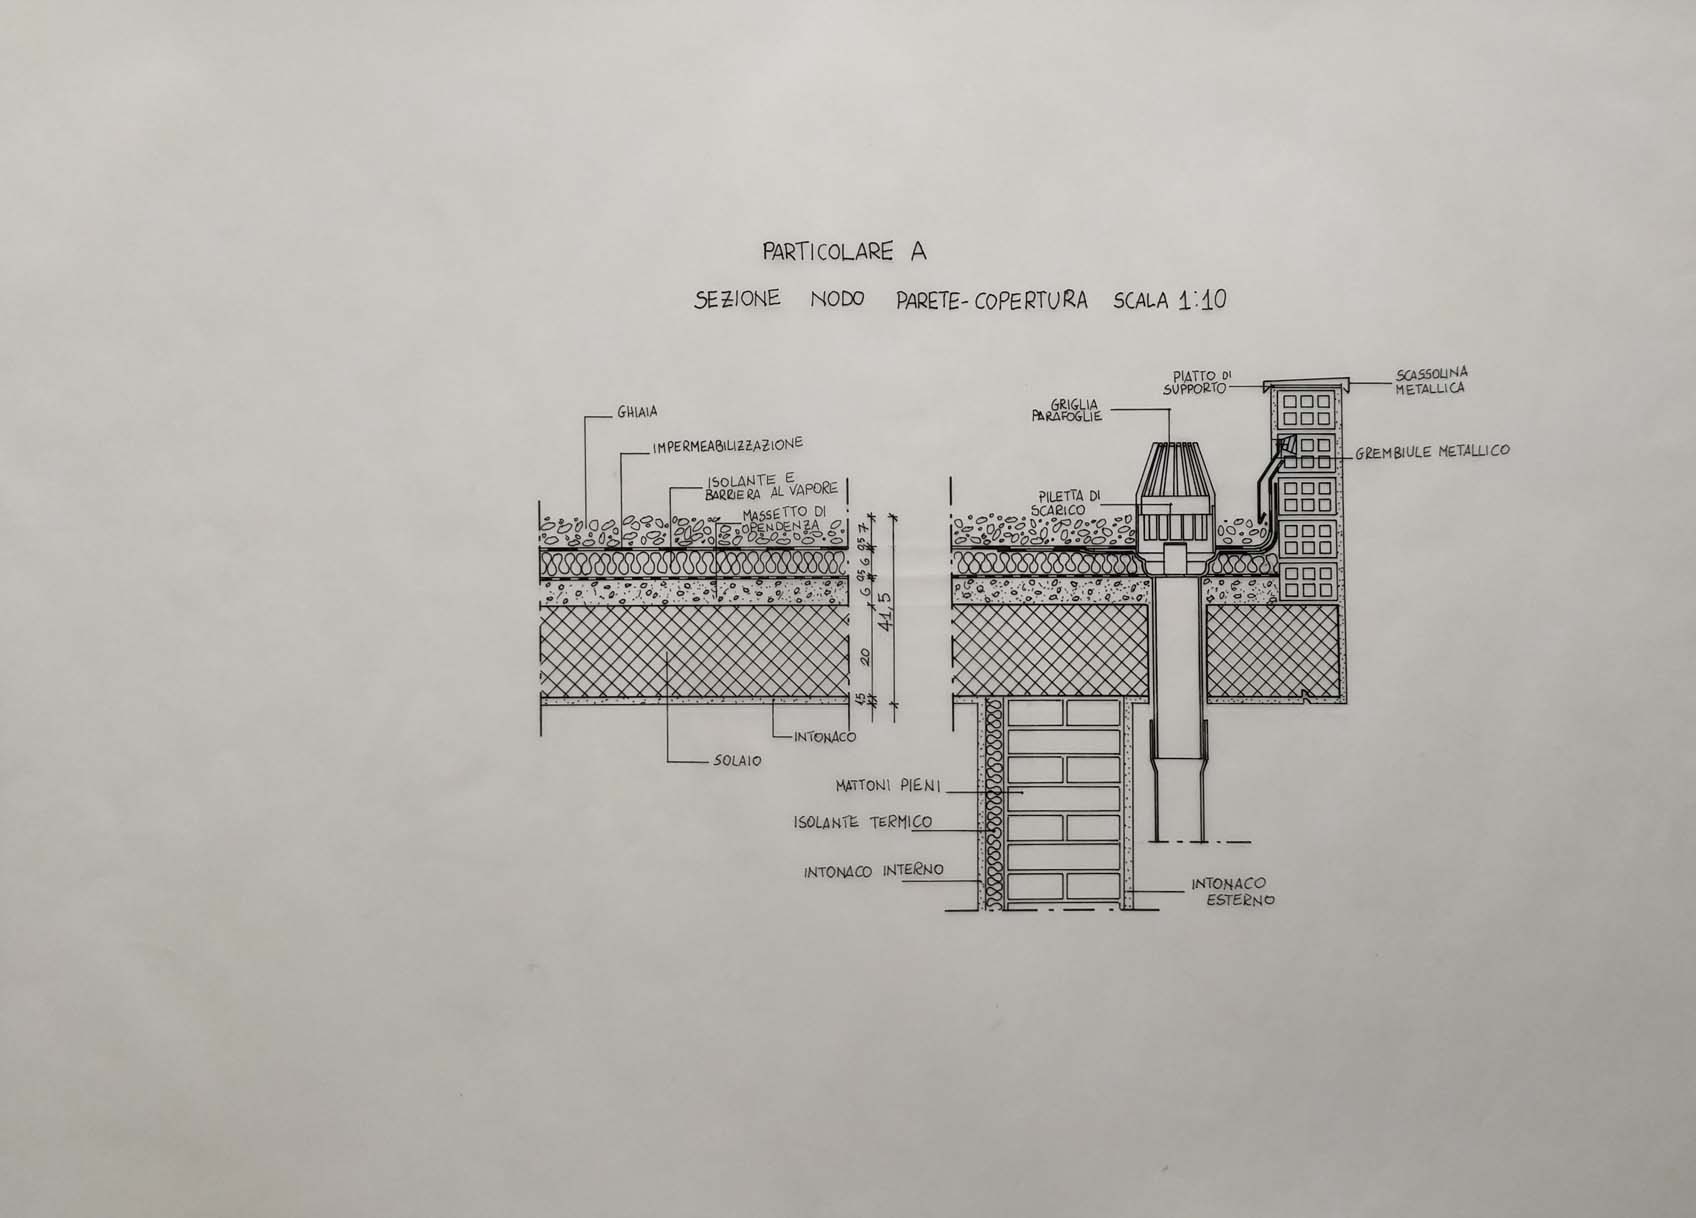 PARTICOLARE A
SEZIONE NODO PARETE-COPERTURA SCALA 1:10
GHIAIA
IMPERMEABILIZZAZIONE
ISOLANTE E
BARRIERA AL VAPORE
MASSETTO DI
PENDENZA
7
0,5
6
0,5
6
20
1,5
41,5
INTONACO
SOLAIO
PIATTO DI
SUPPORTO
SCASSOLINA
METALLICA
GRIGLIA
PARAFOGLIE
GREMBIULE METALLICO
PILETTA DI
SCARICO
MATTONI PIENI
ISOLANTE TERMICO
INTONACO INTERNO
INTONACO
ESTERNO